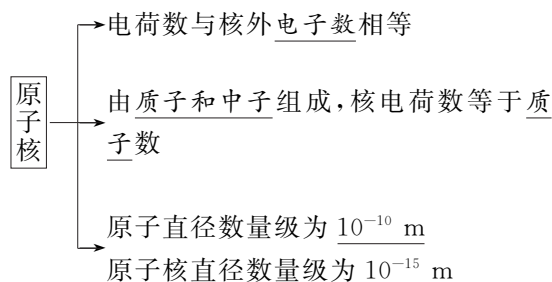 电荷数与核外电子数相等
原子核
由质子和中子组成,核电荷数等于质
子数
原子直径数量级为 10⁻¹⁰ m
原子核直径数量级为 10⁻¹⁵ m